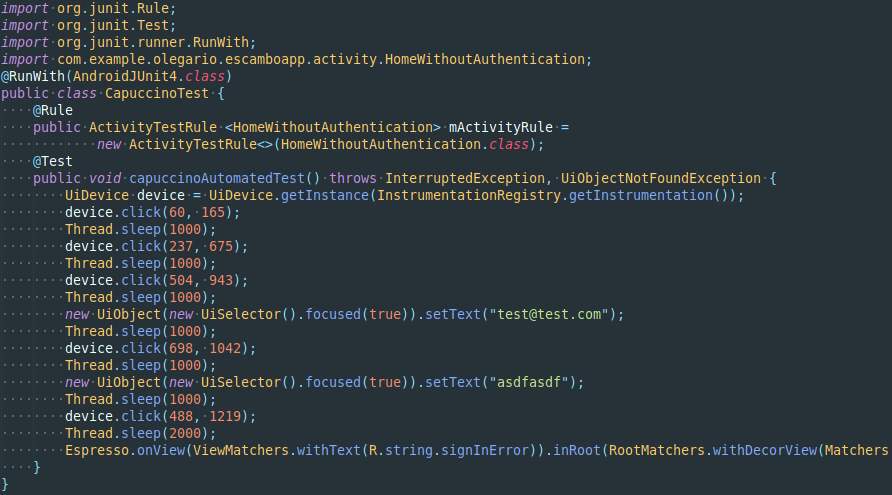 import org.junit.Rule;
import org.junit.Test;
import org.junit.runner.RunWith;
import com.example.olegario.escamboapp.activity.HomeWithoutAuthentication;
@RunWith(AndroidJUnit4.class)
public class CapuccinoTest {
    @Rule
    public ActivityTestRule <HomeWithoutAuthentication> mActivityRule =
            new ActivityTestRule<>(HomeWithoutAuthentication.class);
    @Test
    public void capuccinoAutomatedTest() throws InterruptedException, UiObjectNotFoundException {
        UiDevice device = UiDevice.getInstance(InstrumentationRegistry.getInstrumentation());
        device.click(60, 165);
        Thread.sleep(1000);
        device.click(237, 675);
        Thread.sleep(1000);
        device.click(504, 943);
        Thread.sleep(1000);
        new UiObject(new UiSelector().focused(true)).setText("test@test.com");
        Thread.sleep(1000);
        device.click(698, 1042);
        Thread.sleep(1000);
        new UiObject(new UiSelector().focused(true)).setText("asdfasdf");
        Thread.sleep(1000);
        device.click(488, 1219);
        Thread.sleep(2000);
        Espresso.onView(ViewMatchers.withText(R.string.signInError)).inRoot(RootMatchers.withDecorView(Matchers
    }
}